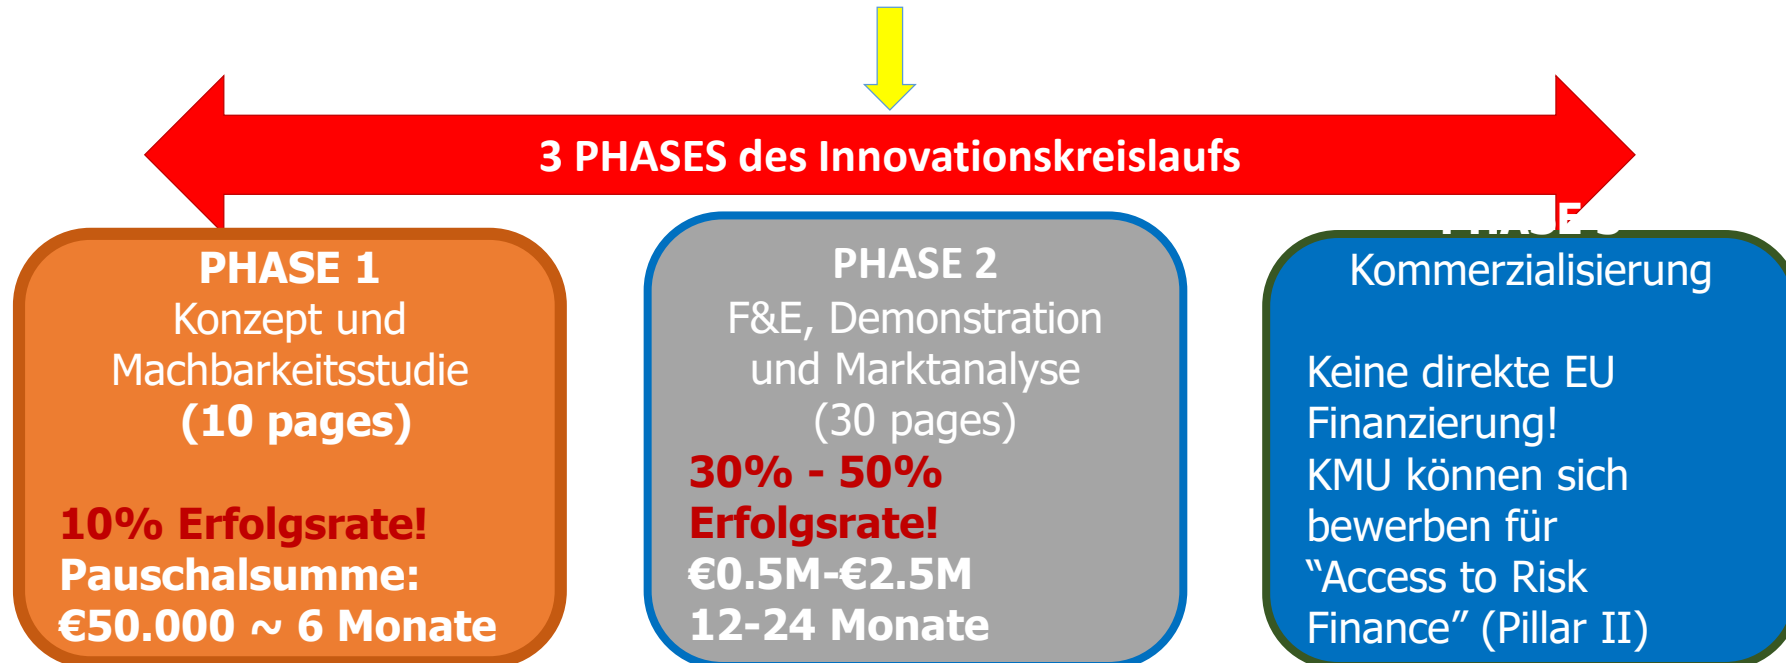 3 PHASES des Innovationskreislaufs
PHASE 1
Konzept und
Machbarkeitsstudie
(10 pages)
10% Erfolgsrate!
Pauschalsumme:
€50.000 ~ 6 Monate
PHASE 2
F&E, Demonstration
und Marktanalyse
(30 pages)
30% - 50%
Erfolgsrate!
€0.5M-€2.5M
12-24 Monate
PHASE 3
Kommerzialisierung
Keine direkte EU
Finanzierung!
KMU können sich
bewerben für
“Access to Risk
Finance” (Pillar II)